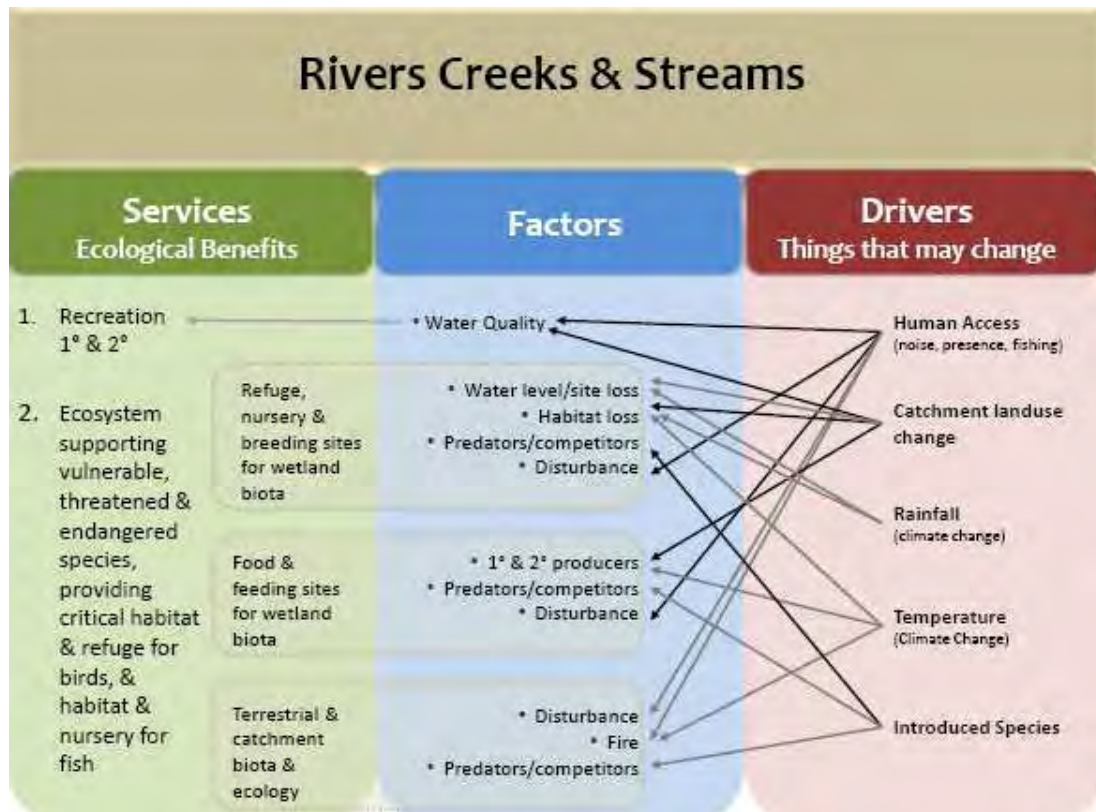 Rivers Creeks & Streams
Services
Ecological Benefits
Factors
Drivers
Things that may change
1. Recreation
1° & 2°
2. Ecosystem
supporting
vulnerable,
threatened &
endangered
species,
providing
critical habitat
& refuge for
birds, &
habitat &
nursery for
fish
Refuge,
nursery &
breeding sites
for wetland
biota
Food &
feeding sites
for wetland
biota
Terrestrial &
catchment
biota &
ecology
• Water Quality
• Water level/site loss
• Habitat loss
• Predators/competitors
• Disturbance
• 1° & 2° producers
• Predators/competitors
• Disturbance
• Disturbance
• Fire
• Predators/competitors
Human Access
(noise, presence, fishing)
Catchment landuse
change
Rainfall
(climate change)
Temperature
(Climate Change)
Introduced Species